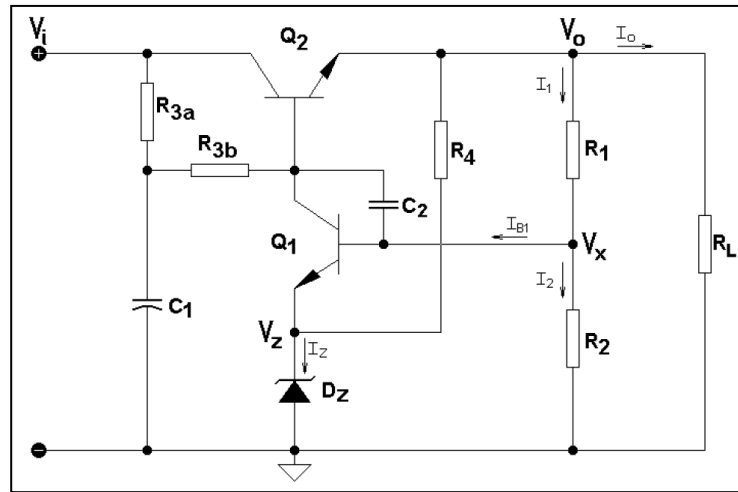 Vi
Q2
Vo
Io
I1
R3a
R3b
R4
R1
C2
Q1
IB1
Vx
RL
C1
I2
Vz
IZ
R2
DZ